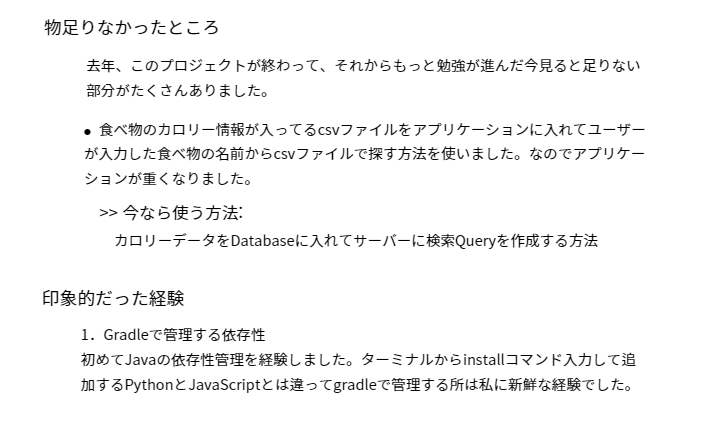 物足りなかったところ
去年、このプロジェクトが終わって、それからもっと勉強が進んだ今見ると足りない
部分がたくさんありました。
● 食べ物のカロリー情報が入ってるcsvファイルをアプリケーションに入れてユーザー
が入力した食べ物の名前からcsvファイルで探す方法を使いました。なのでアプリケー
ションが重くなりました。
>> 今なら使う方法:
カロリーデータをDatabaseに入れてサーバーに検索Queryを作成する方法
印象的だった経験
1. Gradleで管理する依存性
初めてJavaの依存性管理を経験しました。ターミナルからinstallコマンド入力して追
加するPythonとJavaScriptとは違ってgradleで管理する所は私に新鮮な経験でした。